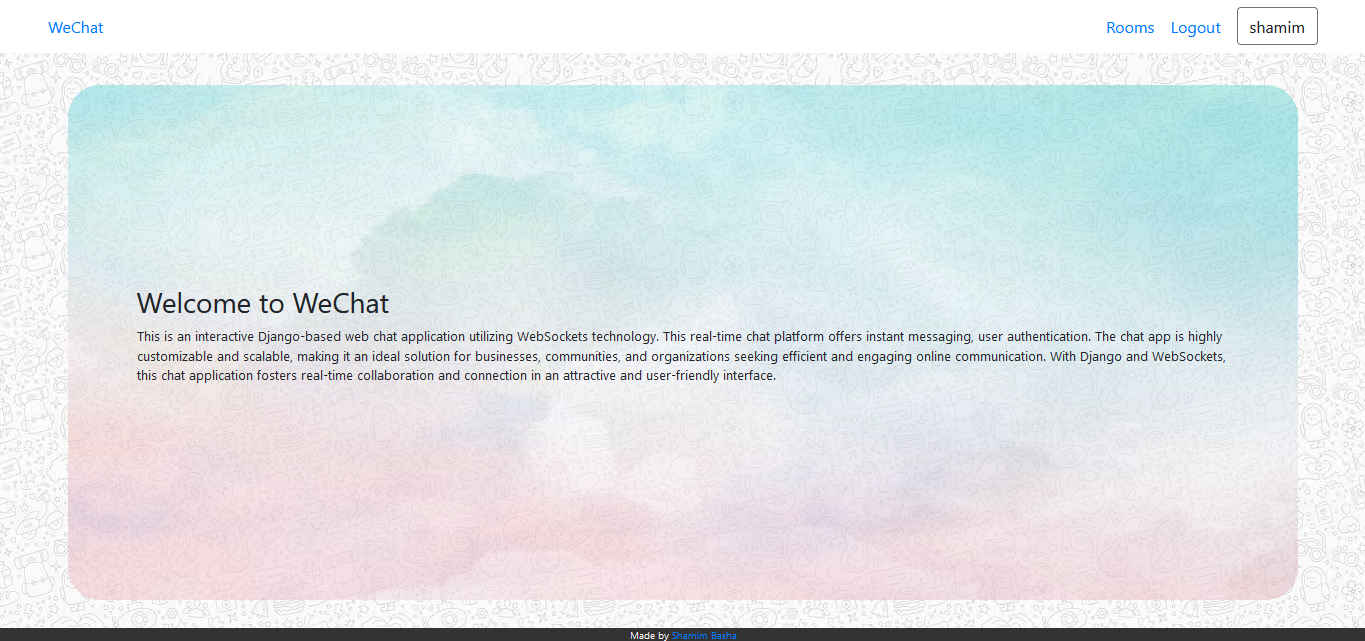 WeChat
Rooms Logout shamim
Welcome to WeChat
This is an interactive Django-based web chat application utilizing WebSockets technology. This real-time chat platform offers instant messaging, user authentication. The chat app is highly
customizable and scalable, making it an ideal solution for businesses, communities, and organizations seeking efficient and engaging online communication. With Django and WebSockets,
this chat application fosters real-time collaboration and connection in an attractive and user-friendly interface.
Made by Shamim Basha